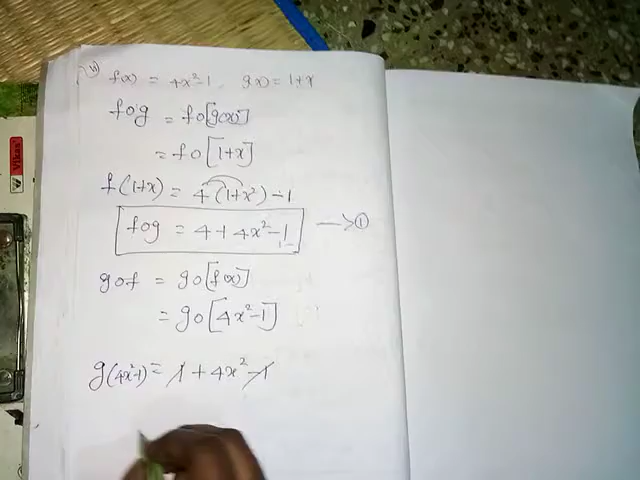 v) f(x) = 4x²-1, g(x) = 1+x
fog = fo[g(x)]
= fo[1+x]
f(1+x) = 4(1+x²)-1
fog = 4+4x²-1 → ①
gof = go[f(x)]
= go[4x²-1]
g(4x²-1) = 1+4x²-1
Vikas